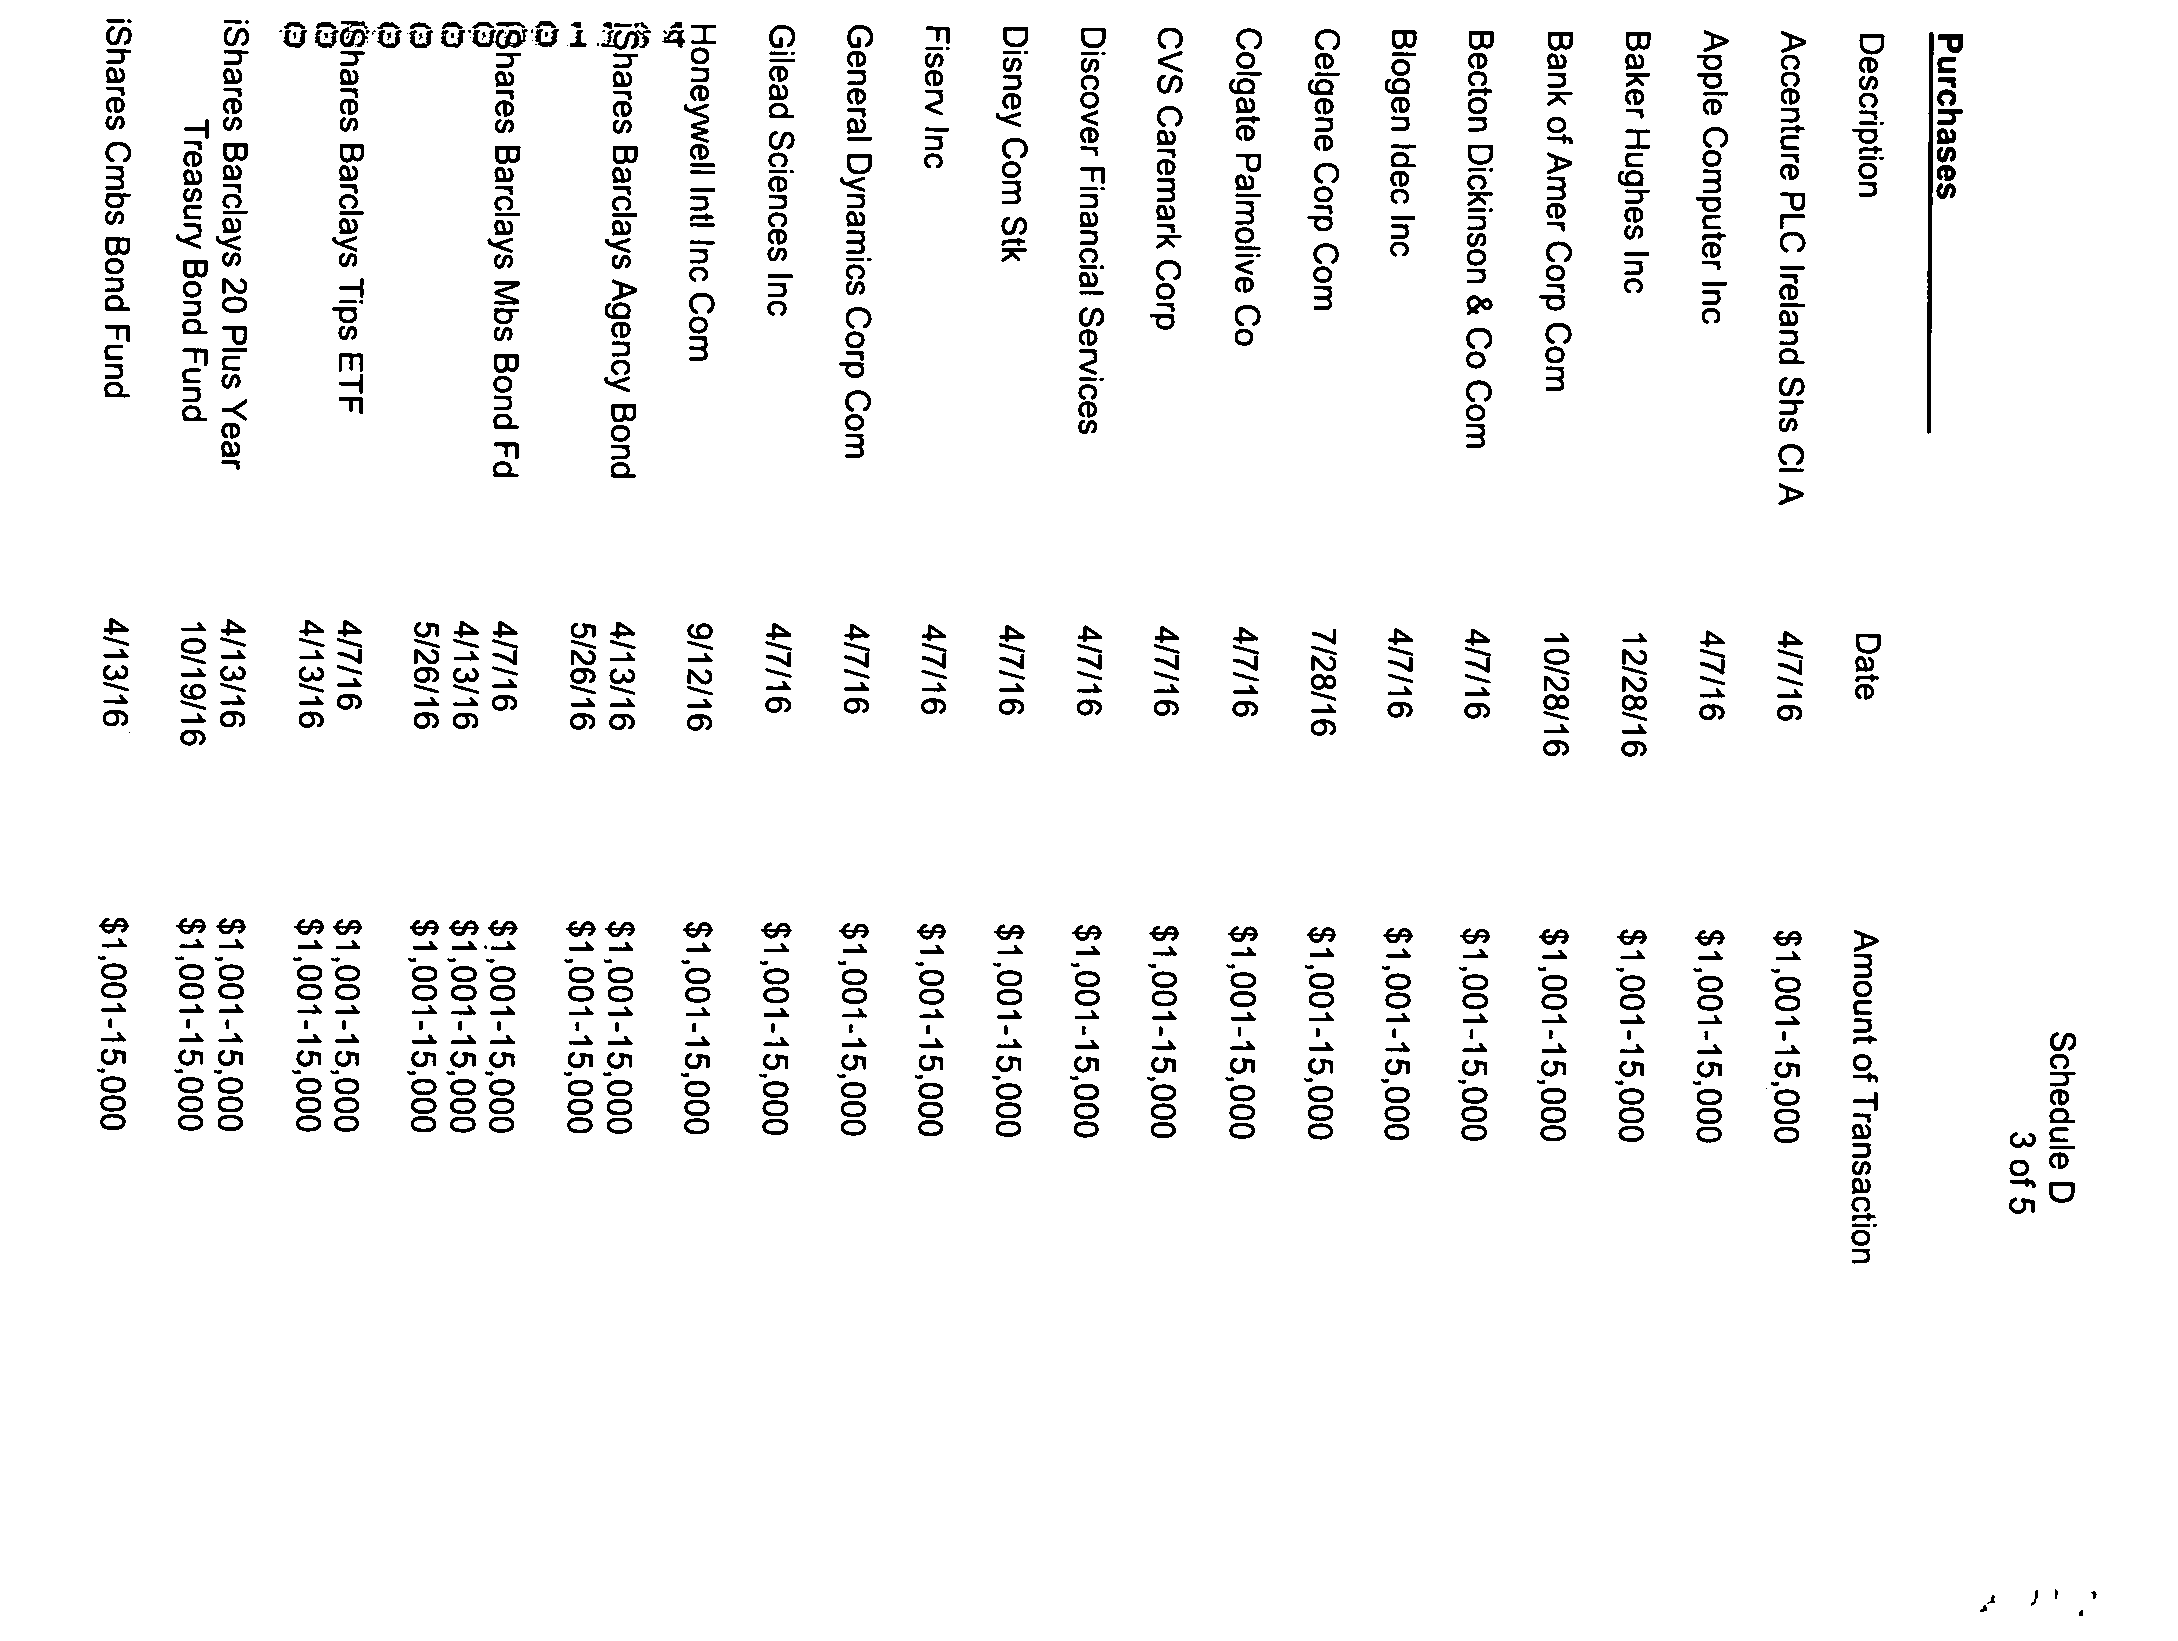 Schedule D
3 of 5
Purchases
Description Date Amount of Transaction
Accenture PLC Ireland Shs Cl A 4/7/16 $1,001-15,000
Apple Computer Inc 4/7/16 $1,001-15,000
Baker Hughes Inc 12/28/16 $1,001-15,000
Bank of Amer Corp Com 10/28/16 $1,001-15,000
Becton Dickinson & Co Com 4/7/16 $1,001-15,000
Biogen Idec Inc 4/7/16 $1,001-15,000
Celgene Corp Com 7/28/16 $1,001-15,000
Colgate Palmolive Co 4/7/16 $1,001-15,000
CVS Caremark Corp 4/7/16 $1,001-15,000
Discover Financial Services 4/7/16 $1,001-15,000
Disney Com Stk 4/7/16 $1,001-15,000
Fiserv Inc 4/7/16 $1,001-15,000
General Dynamics Corp Com 4/7/16 $1,001-15,000
Gilead Sciences Inc 4/7/16 $1,001-15,000
Honeywell Intl Inc Com 9/12/16 $1,001-15,000
iShares Barclays Agency Bond 4/13/16 $1,001-15,000
5/26/16 $1,001-15,000
iShares Barclays Mbs Bond Fd 4/7/16 $1,001-15,000
4/13/16 $1,001-15,000
5/26/16 $1,001-15,000
iShares Barclays Tips ETF 4/7/16 $1,001-15,000
4/13/16 $1,001-15,000
iShares Barclays 20 Plus Year 4/13/16 $1,001-15,000
Treasury Bond Fund 10/19/16 $1,001-15,000
iShares Cmbs Bond Fund 4/13/16 $1,001-15,000